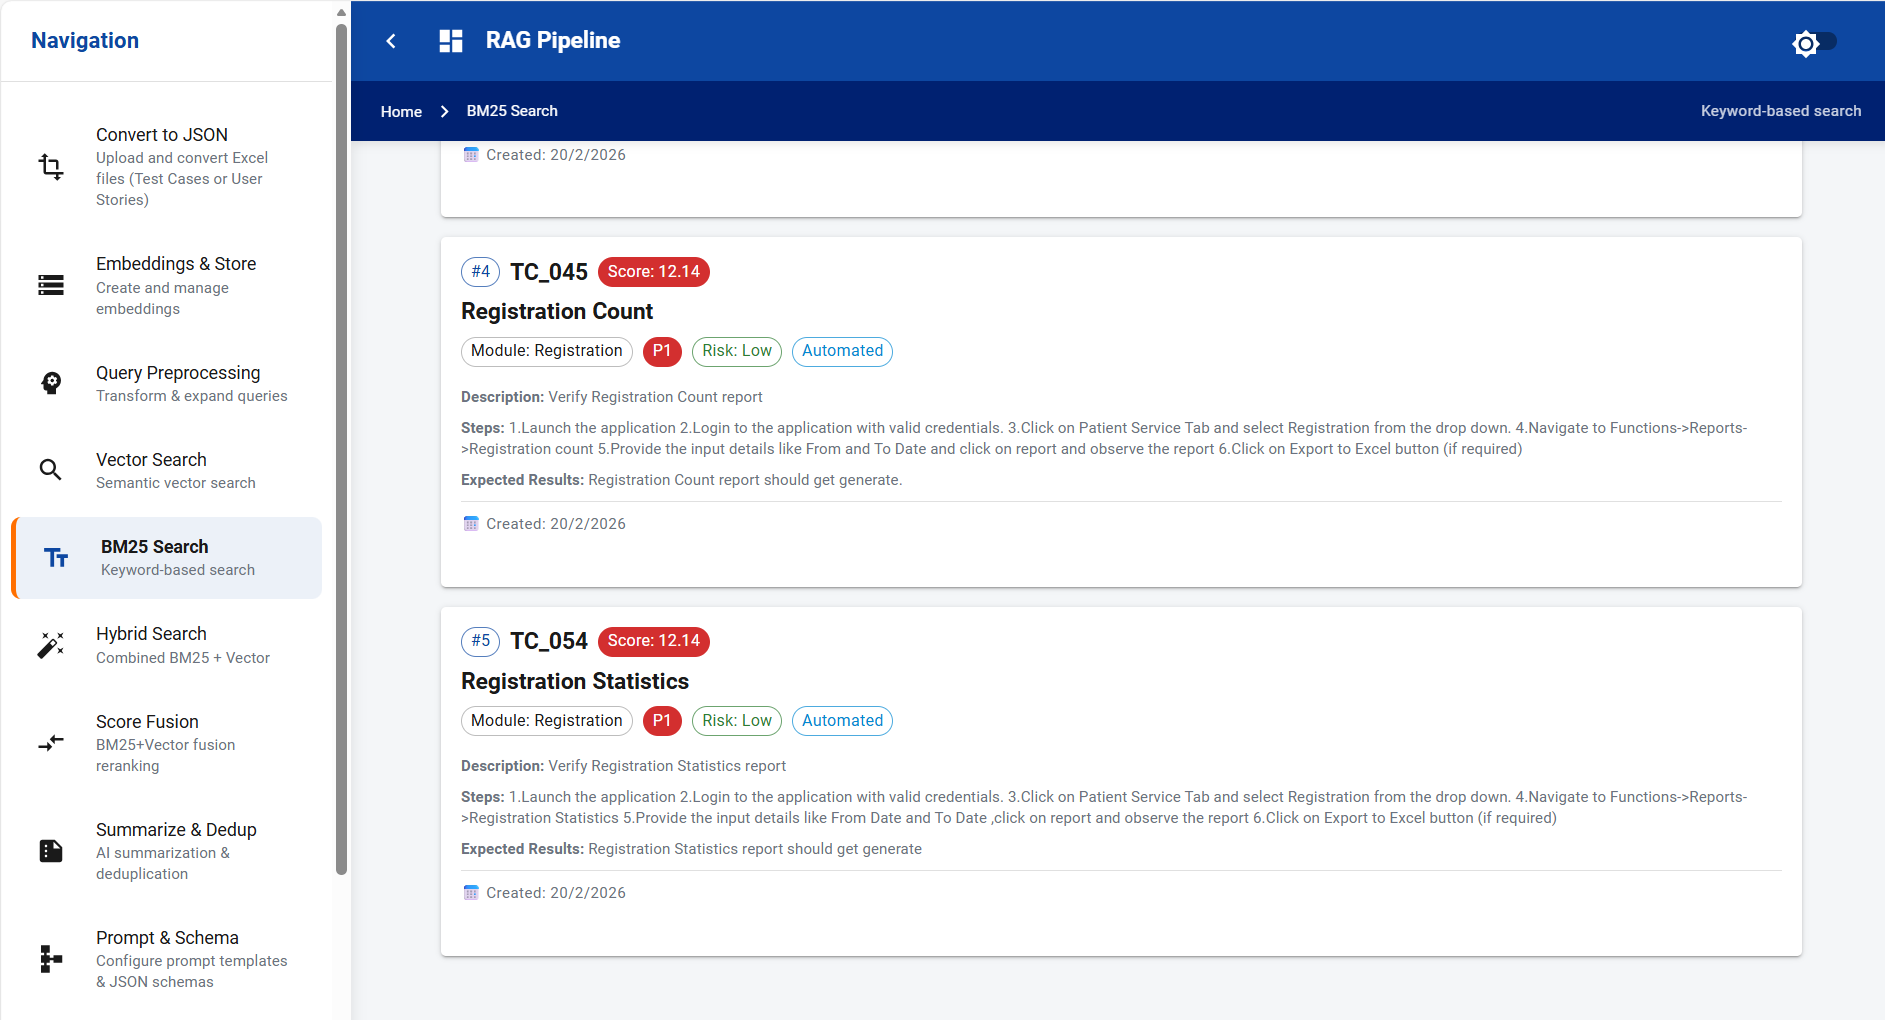 Navigation
RAG Pipeline
Home
BM25 Search
Keyword-based search
Convert to JSON
Upload and convert Excel
files (Test Cases or User
Stories)
Embeddings & Store
Create and manage
embeddings
Query Preprocessing
Transform & expand queries
Vector Search
Semantic vector search
BM25 Search
Keyword-based search
Hybrid Search
Combined BM25 + Vector
Score Fusion
BM25+Vector fusion
reranking
Summarize & Dedup
AI summarization &
deduplication
Prompt & Schema
Configure prompt templates
& JSON schemas
Created: 20/2/2026
#4 TC_045 Score: 12.14
Registration Count
Module: Registration P1 Risk: Low Automated
Description: Verify Registration Count report
Steps: 1.Launch the application 2.Login to the application with valid credentials. 3.Click on Patient Service Tab and select Registration from the drop down. 4.Navigate to Functions->Reports-
>Registration count 5.Provide the input details like From and To Date and click on report and observe the report 6.Click on Export to Excel button (if required)
Expected Results: Registration Count report should get generate.
Created: 20/2/2026
#5 TC_054 Score: 12.14
Registration Statistics
Module: Registration P1 Risk: Low Automated
Description: Verify Registration Statistics report
Steps: 1.Launch the application 2.Login to the application with valid credentials. 3.Click on Patient Service Tab and select Registration from the drop down. 4.Navigate to Functions->Reports-
>Registration Statistics 5.Provide the input details like From Date and To Date ,click on report and observe the report 6.Click on Export to Excel button (if required)
Expected Results: Registration Statistics report should get generate
Created: 20/2/2026